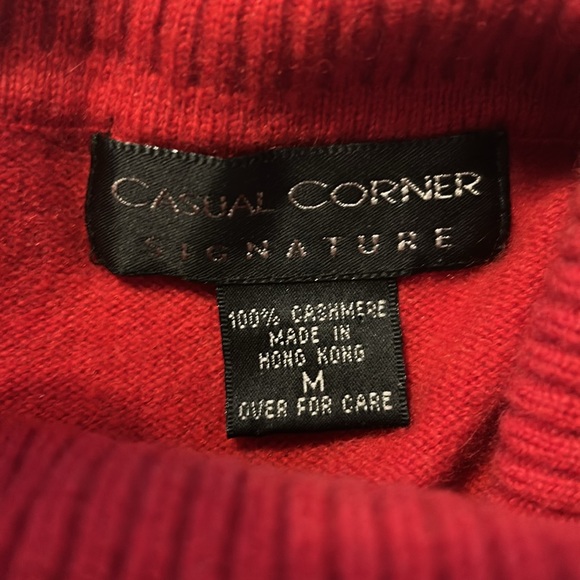 CASUAL CORNER
SIGNATURE
100% CASHMERE
MADE IN
HONG KONG
M
OVER FOR CARE